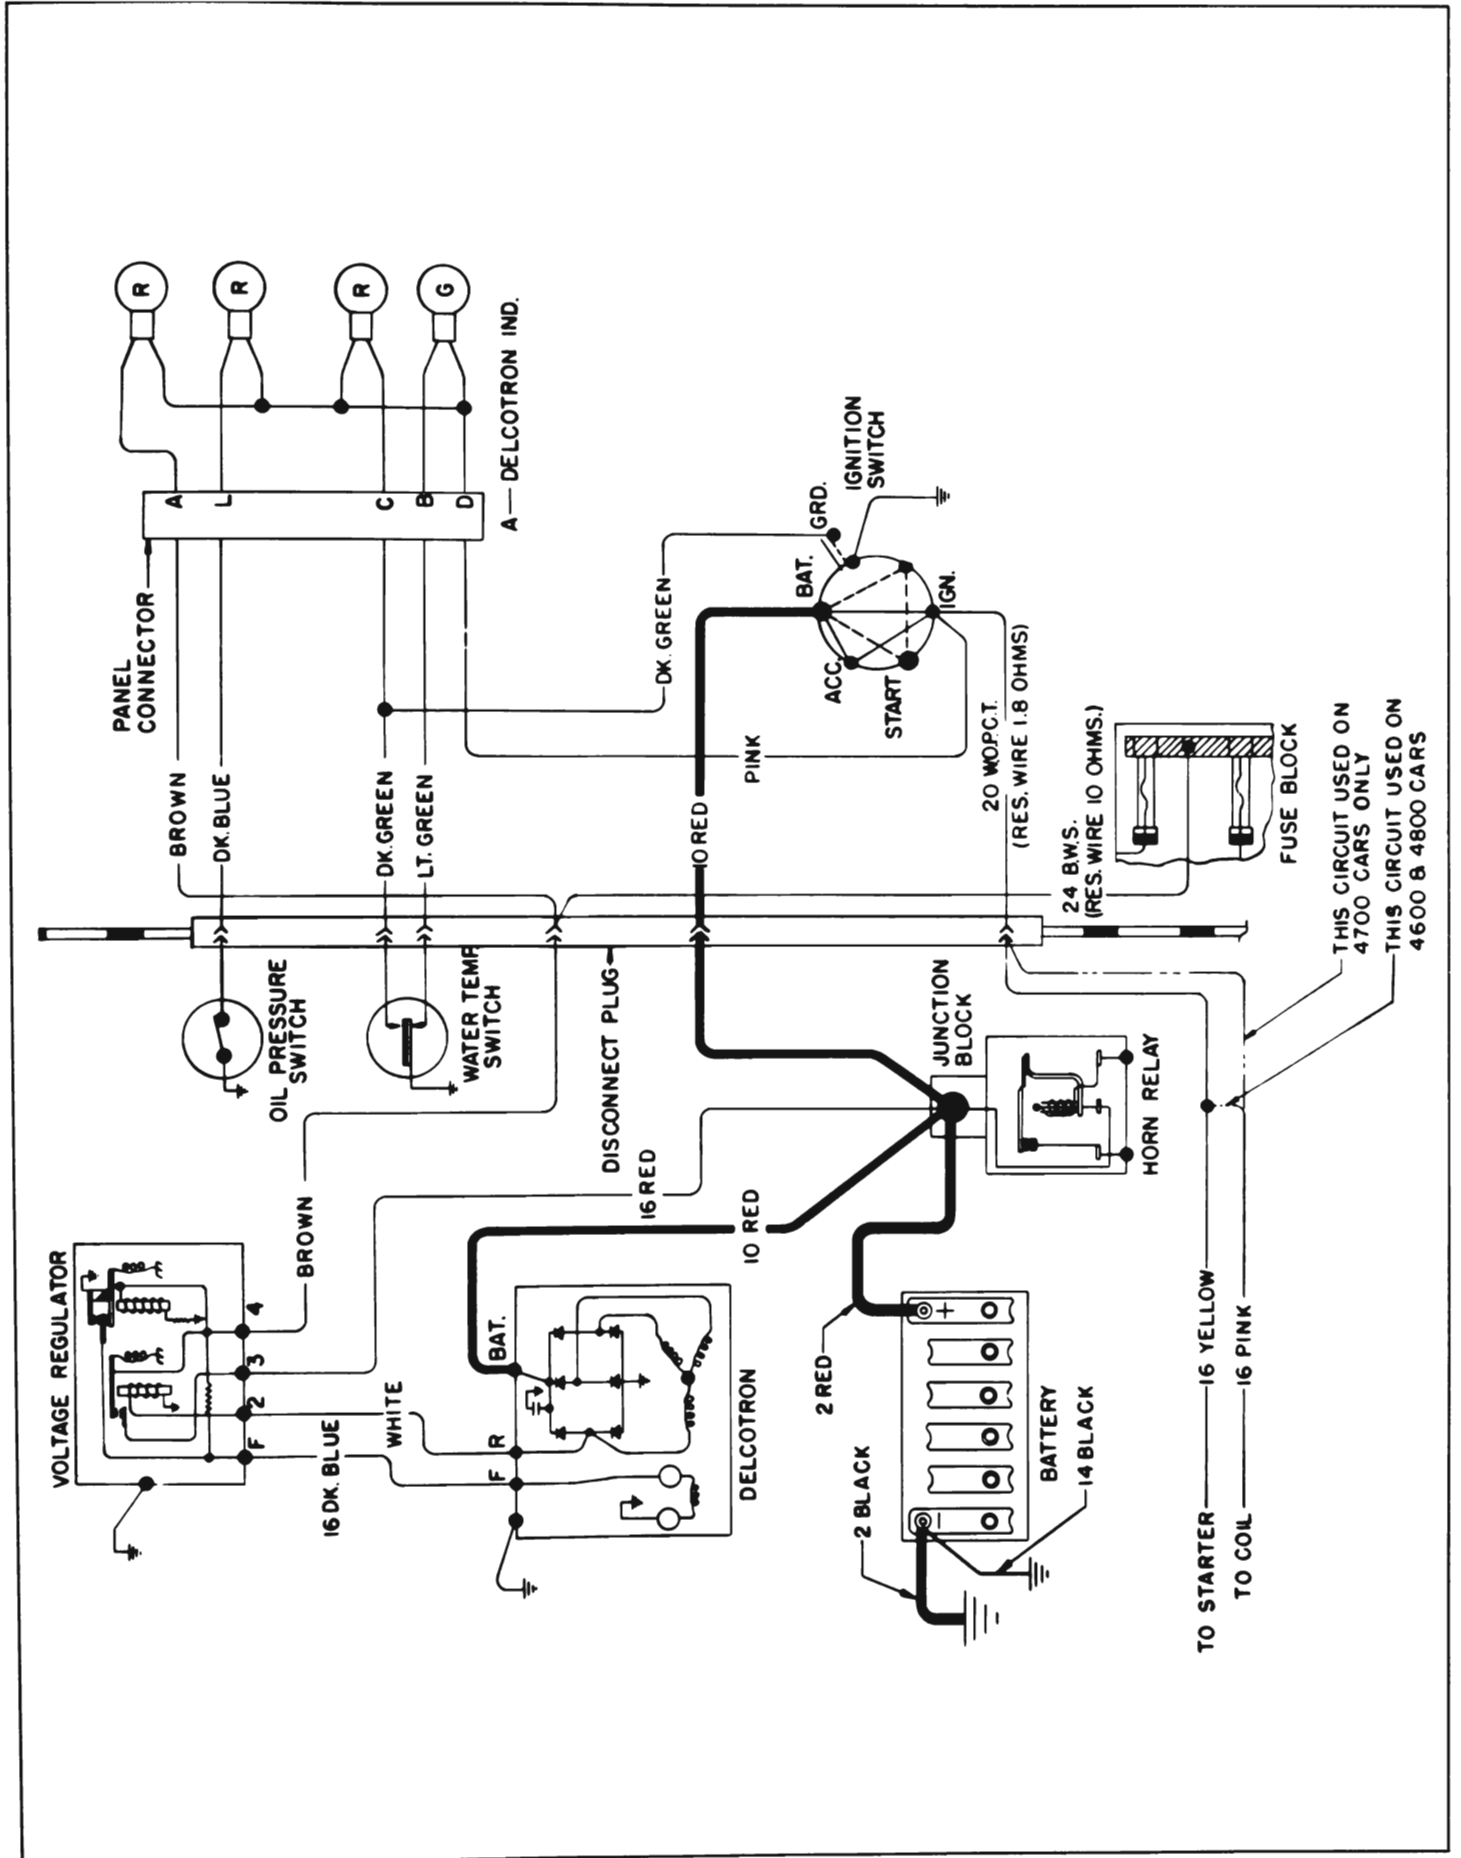 VOLTAGE REGULATOR
F
2
3
4
16 DK. BLUE
WHITE
BROWN
OIL PRESSURE
SWITCH
WATER TEMP.
SWITCH
DISCONNECT PLUG
BROWN
DK. BLUE
DK. GREEN
LT. GREEN
PANEL
CONNECTOR
A
L
C
B
D
R
R
R
G
A — DELCOTRON IND.
DK. GREEN
PINK
10 RED
16 RED
10 RED
F
R
BAT.
DELCOTRON
2 BLACK
2 RED
+
-
BATTERY
14 BLACK
JUNCTION
BLOCK
HORN RELAY
BAT.
GRD.
IGNITION
SWITCH
ACC.
START
IGN.
20 W.O.P.C.T.
(RES. WIRE 1.8 OHMS)
24 B.W.S.
(RES. WIRE 10 OHMS.)
FUSE BLOCK
THIS CIRCUIT USED ON
4700 CARS ONLY
THIS CIRCUIT USED ON
4600 & 4800 CARS
TO STARTER — 16 YELLOW
TO COIL — 16 PINK